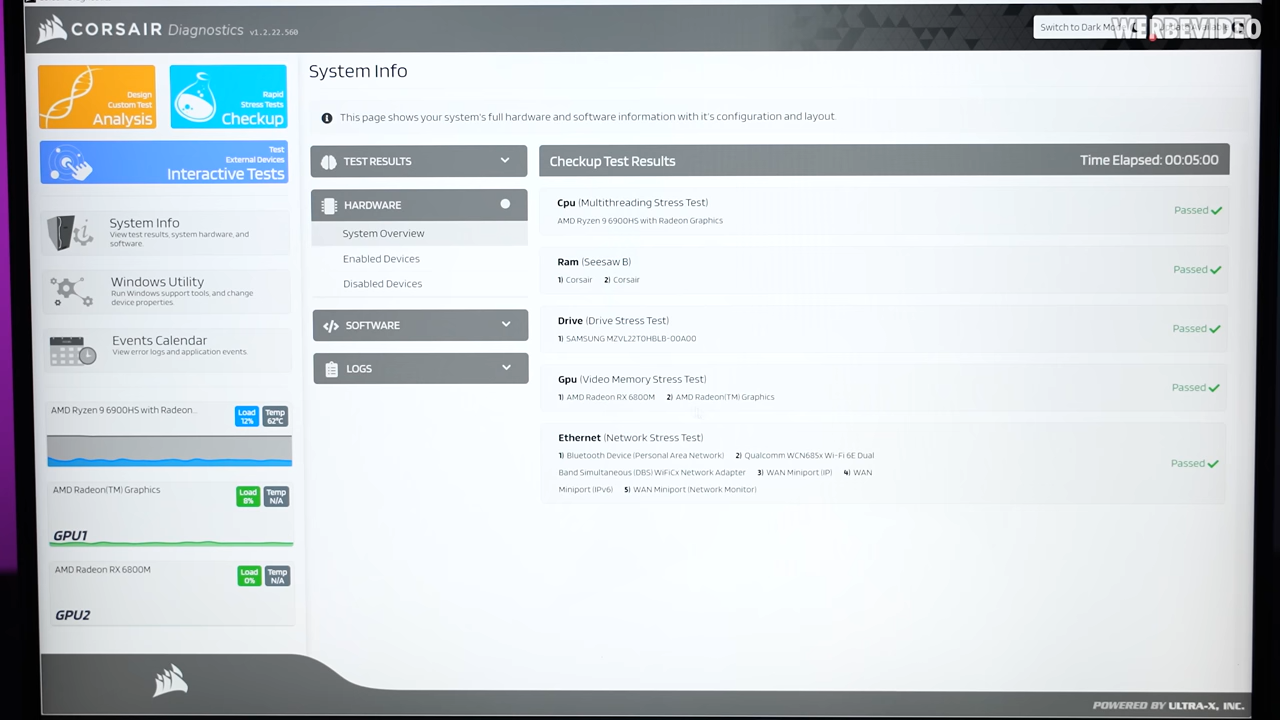 CORSAIR Diagnostics v1.2.22.560
Switch to Dark Mod
WERBEVIDEO
Design
Custom Test
Analysis
Rapid
Stress Tests
Checkup
Test
External Devices
Interactive Tests
System Info
View test results, system hardware, and
software.
Windows Utility
Run Windows support tools, and change
device properties.
Events Calendar
View error logs and application events.
AMD Ryzen 9 6900HS with Radeon...
Load
12%
Temp
62°C
AMD Radeon(TM) Graphics
Load
8%
Temp
N/A
GPU1
AMD Radeon RX 6800M
Load
0%
Temp
N/A
GPU2
System Info
This page shows your system's full hardware and software information with it's configuration and layout.
TEST RESULTS
HARDWARE
System Overview
Enabled Devices
Disabled Devices
SOFTWARE
LOGS
Checkup Test Results
Time Elapsed: 00:05:00
Cpu (Multithreading Stress Test)
AMD Ryzen 9 6900HS with Radeon Graphics
Passed
Ram (Seesaw B)
1) Corsair 2) Corsair
Passed
Drive (Drive Stress Test)
1) SAMSUNG MZVL22T0HBLB-00A00
Passed
Gpu (Video Memory Stress Test)
1) AMD Radeon RX 6800M 2) AMD Radeon(TM) Graphics
Passed
Ethernet (Network Stress Test)
1) Bluetooth Device (Personal Area Network) 2) Qualcomm WCN685x Wi-Fi 6E Dual
Band Simultaneous (DBS) WiFiCx Network Adapter 3) WAN Miniport (IP) 4) WAN
Miniport (IPv6) 5) WAN Miniport (Network Monitor)
Passed
POWERED BY ULTRA-X, INC.